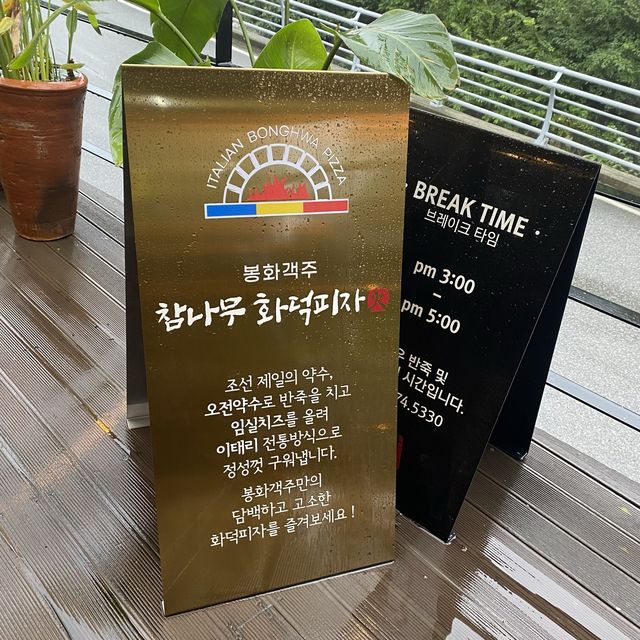 ITALIAN BONGHWA PIZZA
봉화객주
참나무 화덕피자 火
조선 제일의 약수,
오전약수로 반죽을 치고
임실치즈를 올려
이태리 전통방식으로
정성껏 구워냅니다.
봉화객주만의
담백하고 고소한
화덕피자를 즐겨보세요!
· BREAK TIME ·
브레이크 타임
pm 3:00
–
pm 5:00
은 반죽 및
시간입니다.
74.5330